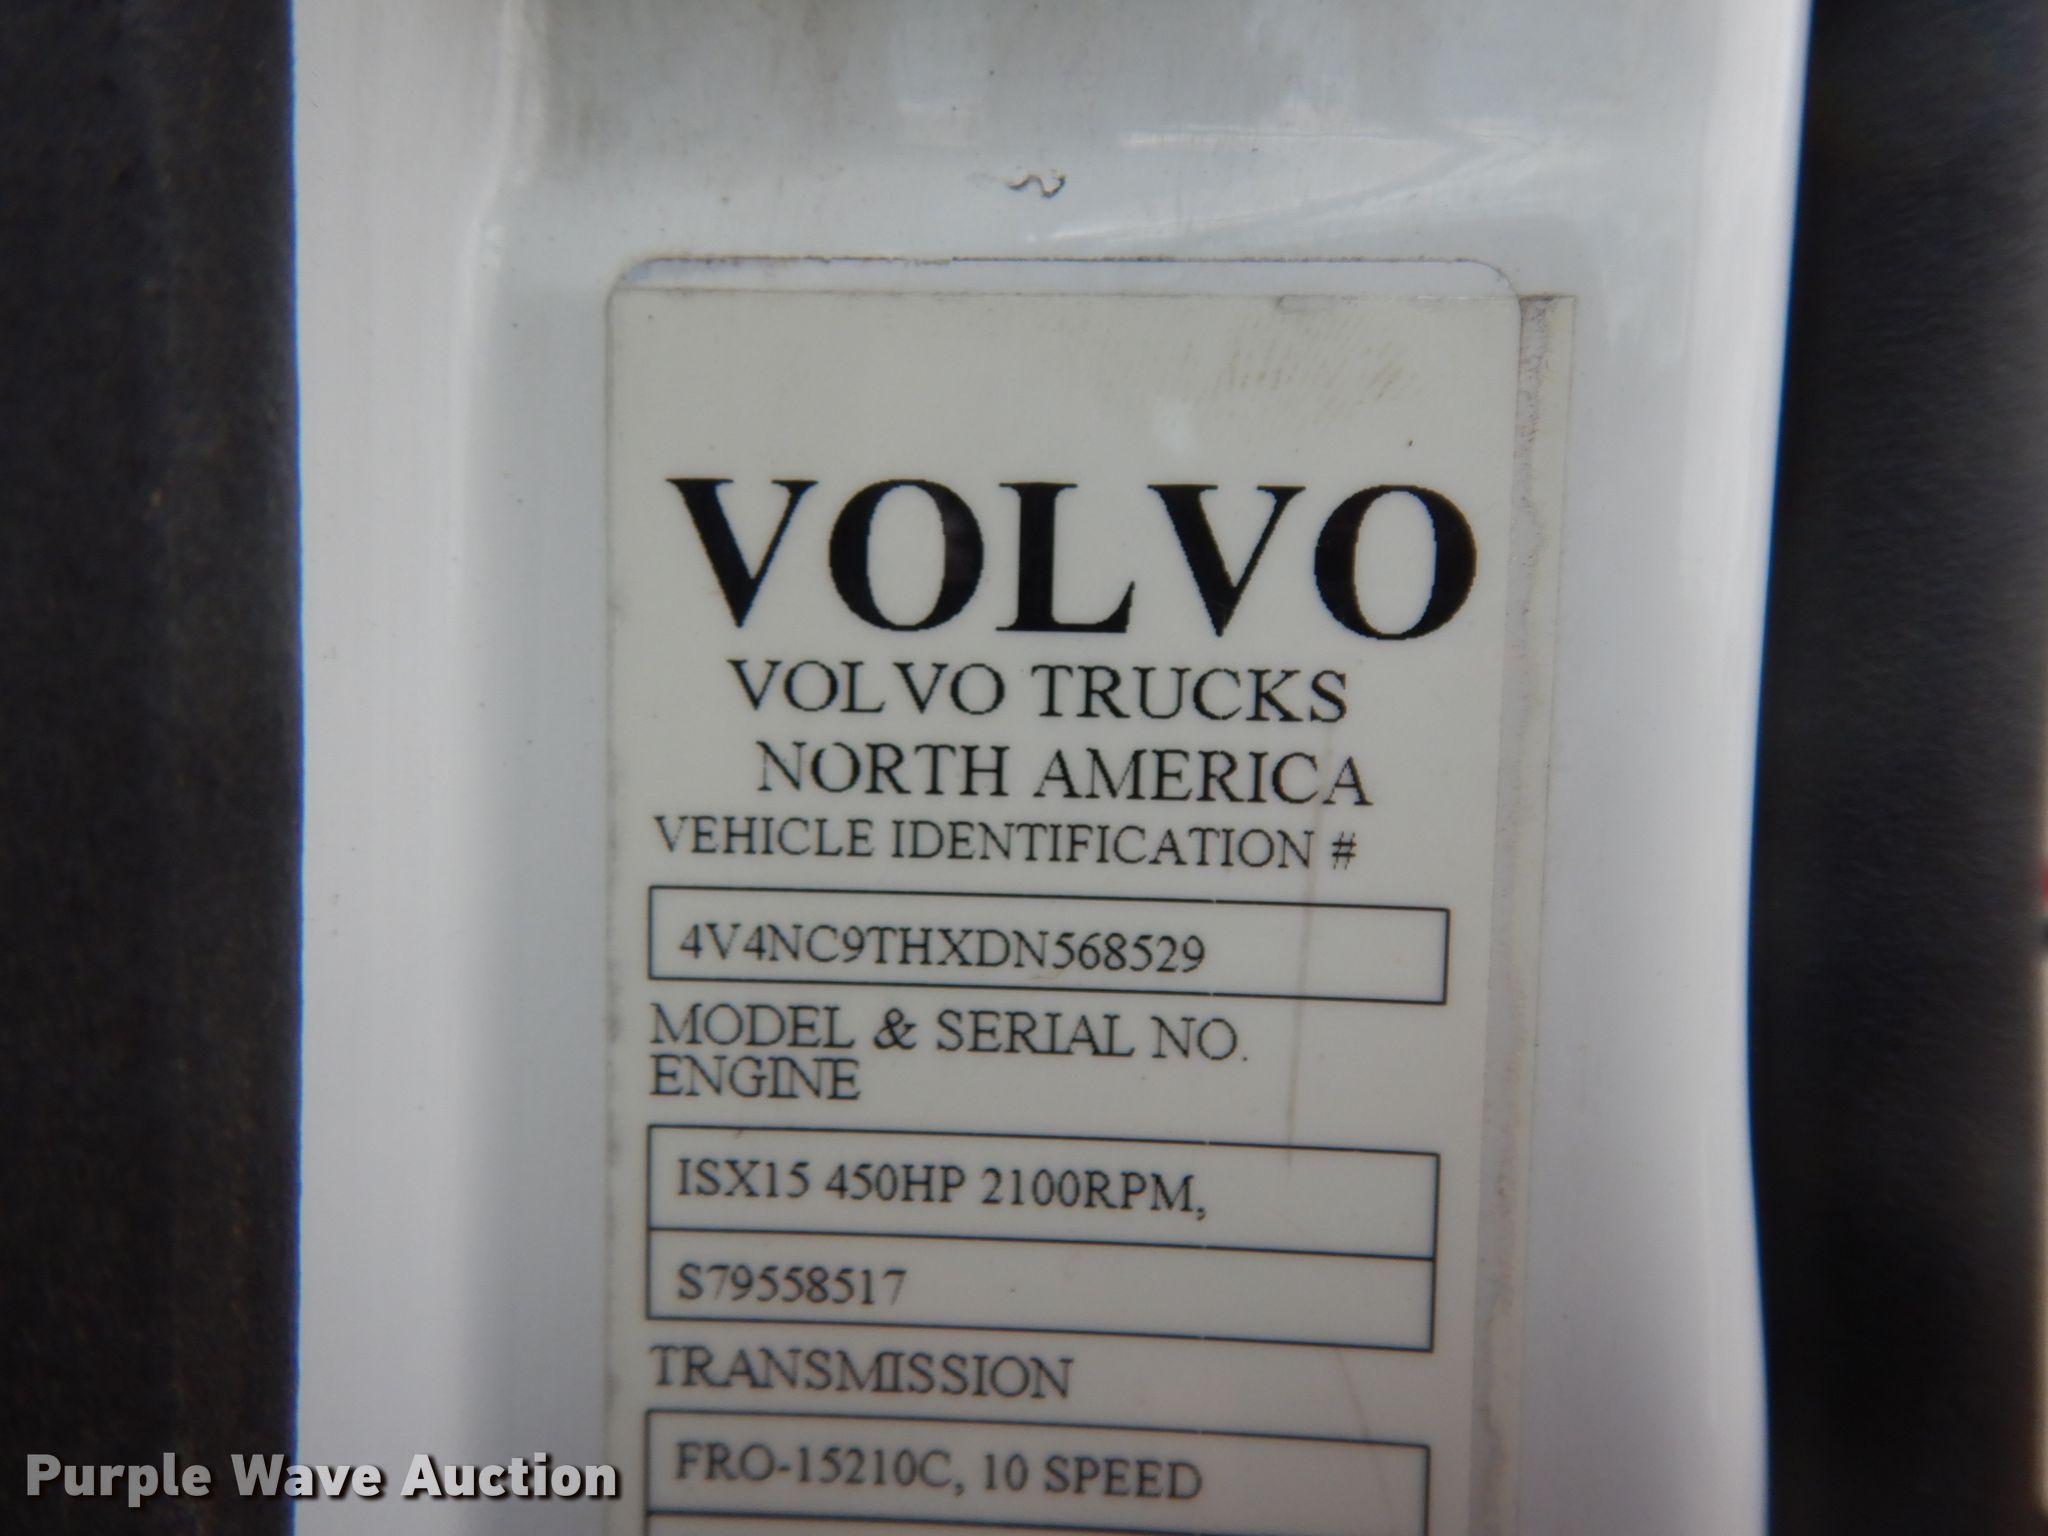 VOLVO
VOLVO TRUCKS
NORTH AMERICA
VEHICLE IDENTIFICATION #
4V4NC9THXDN568529
MODEL & SERIAL NO.
ENGINE
ISX15 450HP 2100RPM,
S79558517
TRANSMISSION
FRO-15210C, 10 SPEED
Purple Wave Auction